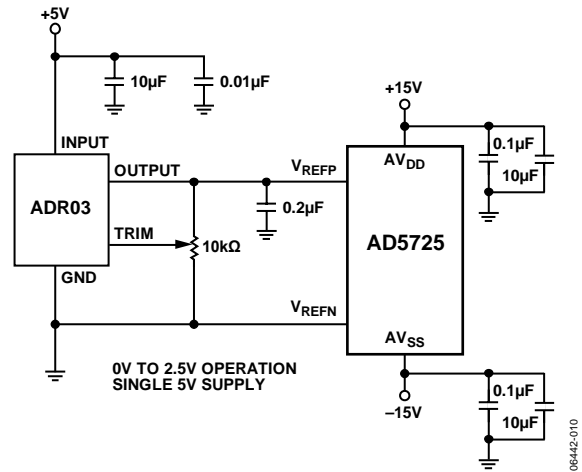 +5V
10µF
0.01µF
+15V
INPUT
OUTPUT
VREFP
AVDD
0.1µF
10µF
ADR03
0.2µF
AD5725
TRIM
10kΩ
GND
VREFN
AVSS
0V TO 2.5V OPERATION
SINGLE 5V SUPPLY
–15V
0.1µF
10µF
06442-010